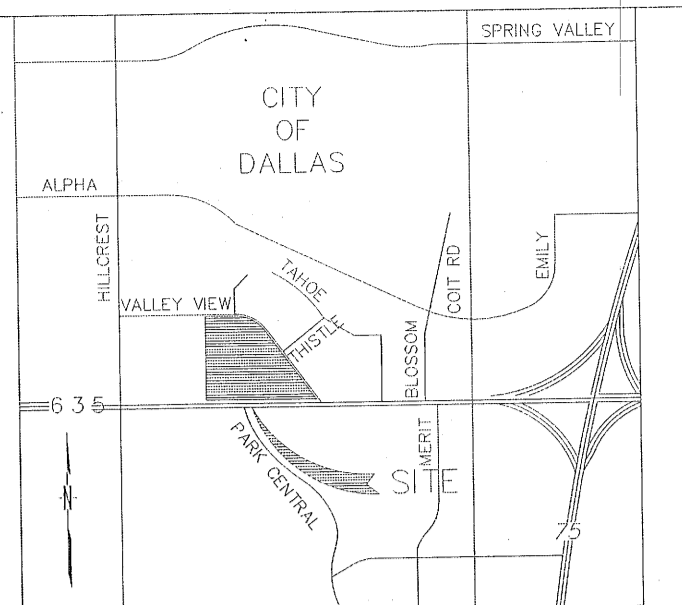 SPRING VALLEY
CITY
OF
DALLAS
ALPHA
HILLCREST
TAHOE
COIT RD
EMILY
VALLEY VIEW
THISTLE
BLOSSOM
635
PARK CENTRAL
MERIT
SITE
N
75